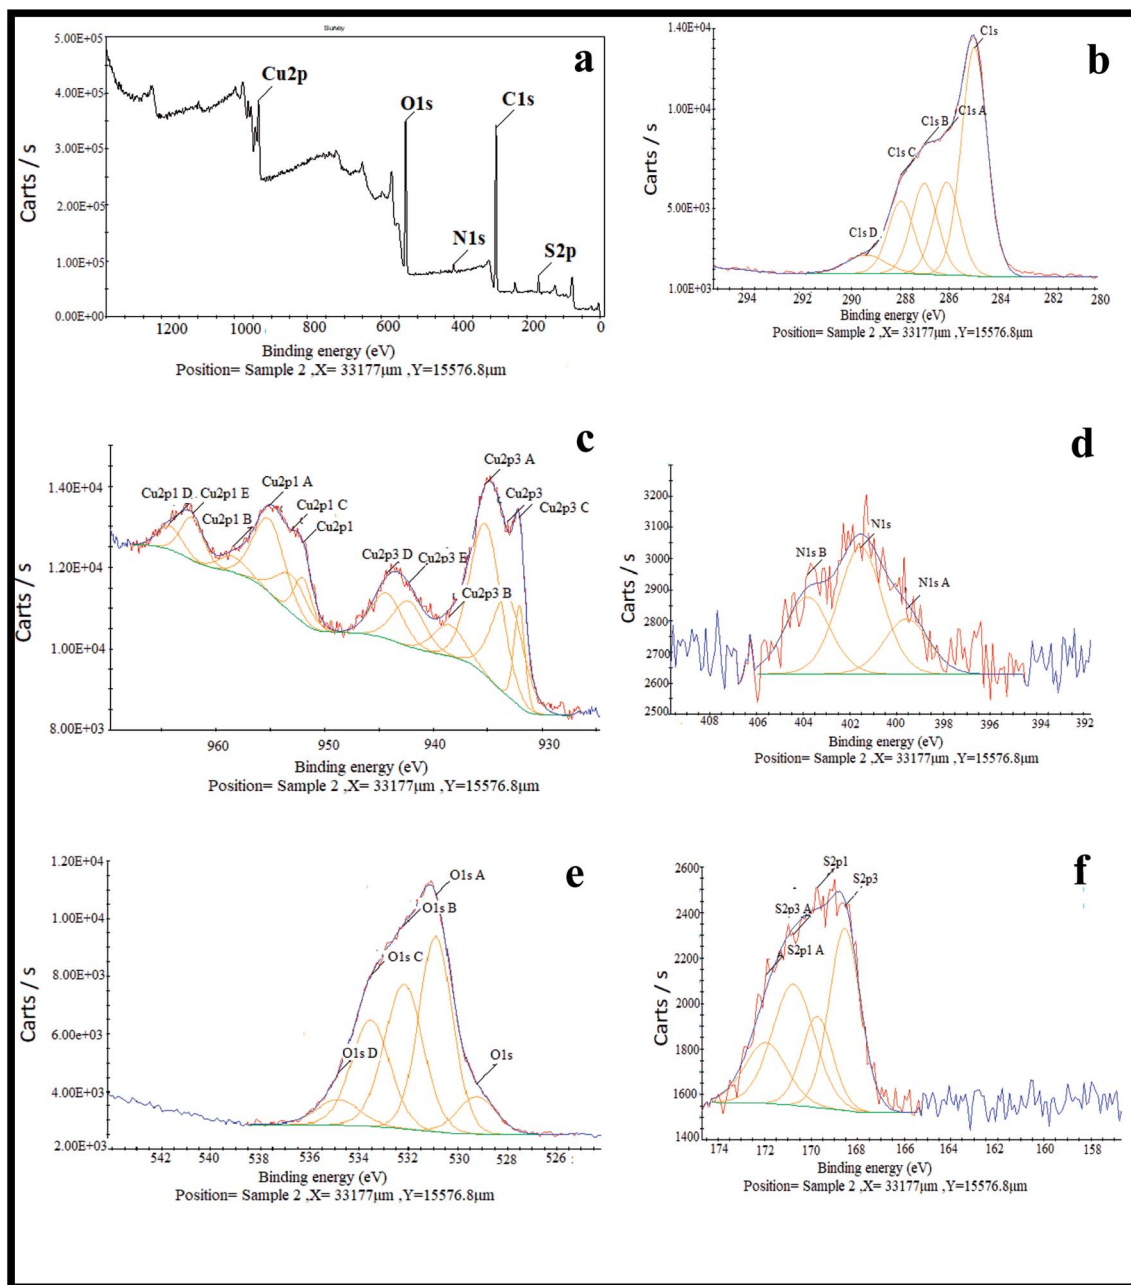 Survey
a
5.00E+05
4.00E+05
3.00E+05
2.00E+05
1.00E+05
0.00E+00
Carts / s
Cu2p
O1s
C1s
N1s
S2p
1200 1000 800 600 400 200 0
Binding energy (eV)
Position= Sample 2 ,X= 33177μm ,Y=15576.8μm
b
1.40E+04
1.00E+04
5.00E+03
1.00E+03
Carts / s
C1s
C1s A
C1s B
C1s C
C1s D
294 292 290 288 286 284 282 280
Binding energy (eV)
Position= Sample 2 ,X= 33177μm ,Y=15576.8μm
c
1.40E+04
1.20E+04
1.00E+04
8.00E+03
Carts / s
Cu2p1 D
Cu2p1 E
Cu2p1 B
Cu2p1 A
Cu2p1 C
Cu2p1
Cu2p3 D
Cu2p3 E
Cu2p3 B
Cu2p3 A
Cu2p3
Cu2p3 C
960 950 940 930
Binding energy (eV)
Position= Sample 2 ,X= 33177μm ,Y=15576.8μm
d
3200
3100
3000
2900
2800
2700
2600
2500
Carts / s
N1s B
N1s
N1s A
408 406 404 402 400 398 396 394 392
Binding energy (eV)
Position= Sample 2 ,X= 33177μm ,Y=15576.8μm
e
1.20E+04
1.00E+04
8.00E+03
6.00e+03
4.00E+03
2.00E+03
Carts / s
O1s A
O1s B
O1s C
O1s D
O1s
542 540 538 536 534 532 530 528 526
Binding energy (eV)
Position= Sample 2 ,X= 33177μm ,Y=15576.8μm
f
2600
2400
2200
2000
1800
1600
1400
Carts / s
S2p1
S2p3
S2p3 A
S2p1 A
174 172 170 168 166 164 162 160 158
Binding energy (eV)
Position= Sample 2 ,X= 33177μm ,Y=15576.8μm